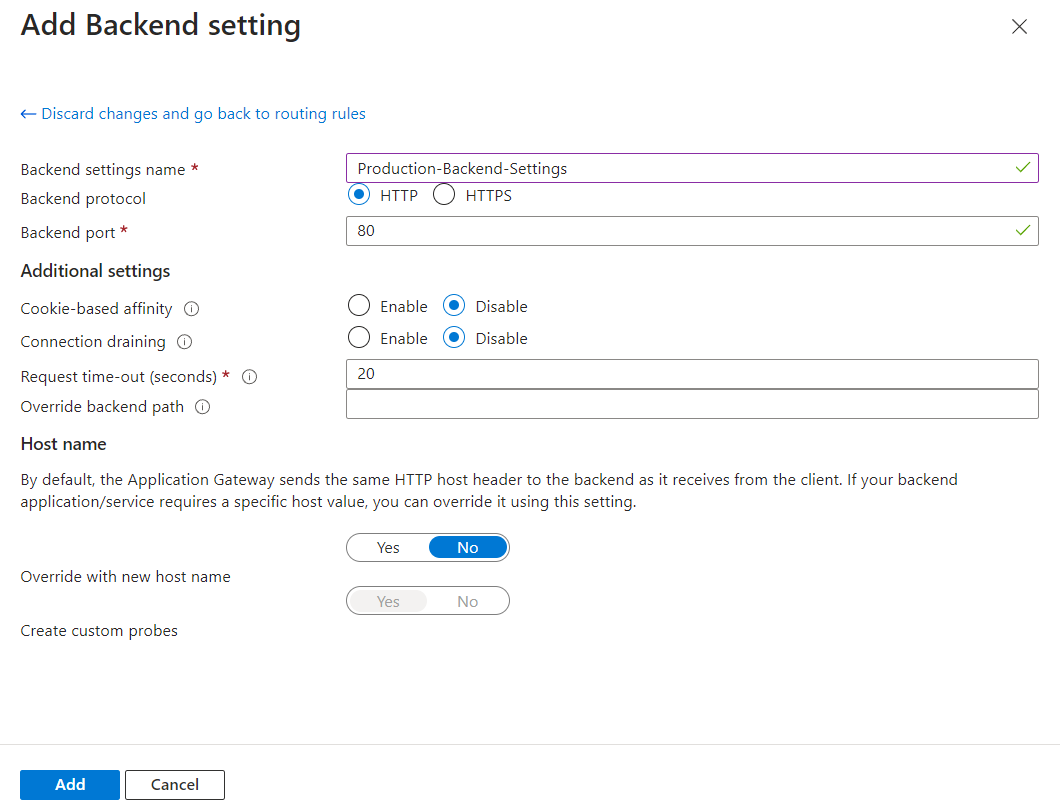 Add Backend setting
← Discard changes and go back to routing rules
Backend settings name * Production-Backend-Settings
Backend protocol HTTP HTTPS
Backend port * 80
Additional settings
Cookie-based affinity Enable Disable
Connection draining Enable Disable
Request time-out (seconds) * 20
Override backend path
Host name
By default, the Application Gateway sends the same HTTP host header to the backend as it receives from the client. If your backend
application/service requires a specific host value, you can override it using this setting.
Yes No
Override with new host name
Yes No
Create custom probes
Add Cancel